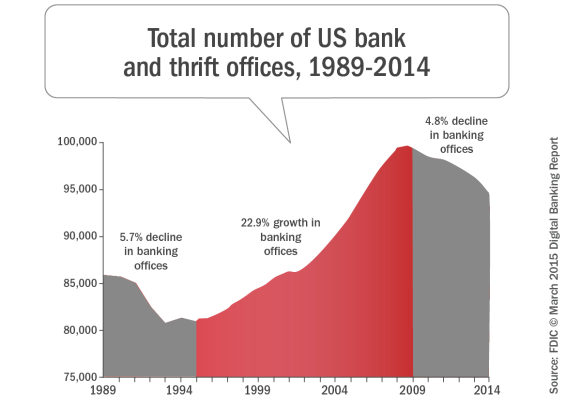 Total number of US bank
and thrift offices, 1989-2014
4.8% decline
in banking
offices
100,000
95,000
22.9% growth in
banking
offices
90,000
5.7% decline
in banking
offices
85,000
80,000
75,000
1989
1994
1999
2004
2009
2014
Source: FDIC © March 2015 Digital Banking Report